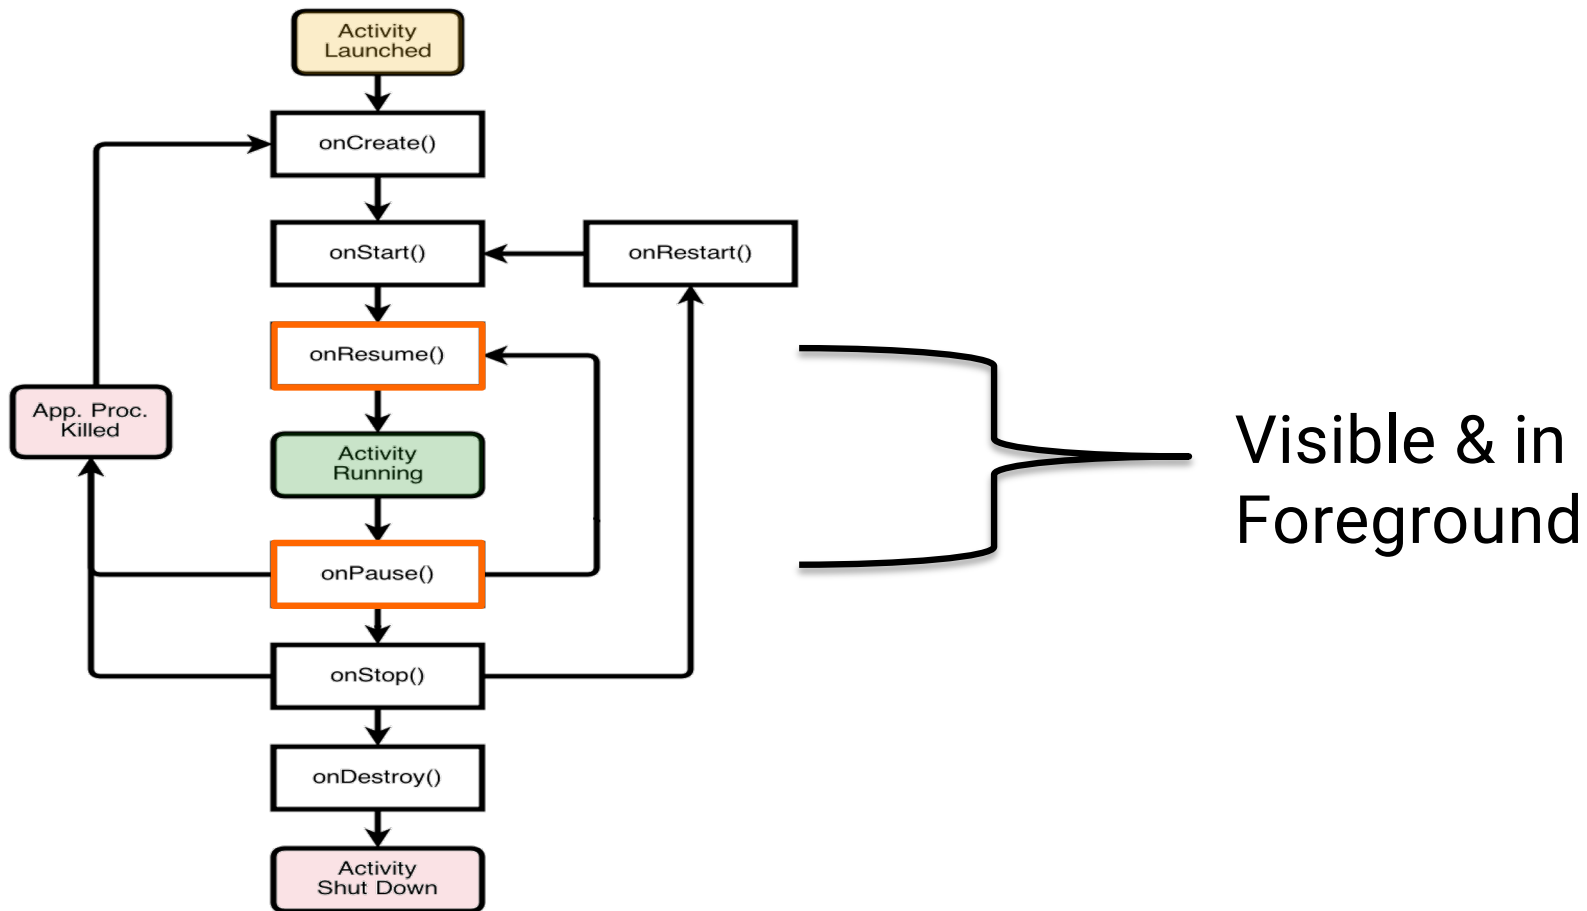 Activity
Launched
onCreate()
onStart()
onRestart()
onResume()
App. Proc.
Killed
Activity
Running
Visible & in
Foreground
onPause()
onStop()
onDestroy()
Activity
Shut Down